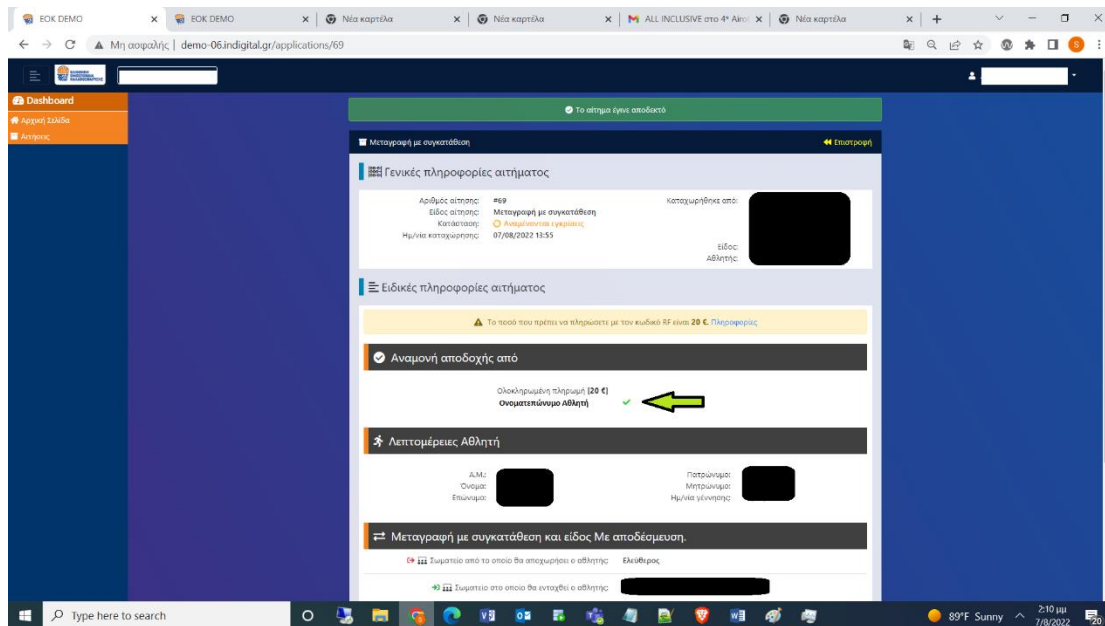 EOK DEMO
EOK DEMO
Νέα καρτέλα
Νέα καρτέλα
ALL INCLUSIVE στο 4*
Νέα καρτέλα
Μη ασφαλής | demo-06.indigital.gr/applications/69
Dashboard
Αρχική Σελίδα
Αιτήσεις
Το αίτημα έγινε αποδεκτό
Μεταγραφή με συγκατάθεση
Επιστροφή
Γενικές πληροφορίες αιτήματος
Αριθμός αίτησης: #69
Είδος αίτησης: Μεταγραφή με συγκατάθεση
Κατάσταση: Αναμένονται εγκρίσεις
Ημ/νία καταχώρησης: 07/08/2022 13:55
Καταχωρήθηκε από:
Είδος:
Αθλητής:
Ειδικές πληροφορίες αιτήματος
Το ποσό που πρέπει να πληρώσετε με τον κωδικό RF είναι 20 €. Πληροφορίες
Αναμονή αποδοχής από
Ολοκληρωμένη πληρωμή [20 €]
Ονοματεπώνυμο Αθλητή
Λεπτομέρειες Αθλητή
Α.Μ.:
Όνομα:
Επώνυμο:
Πατρώνυμο:
Μητρώνυμο:
Ημ/νία γέννησης:
Μεταγραφή με συγκατάθεση και είδος Με αποδέσμευση.
Σωματείο από το οποίο θα αποχωρήσει ο αθλητής: Ελεύθερος
Σωματείο στο οποίο θα ενταχθεί ο αθλητής:
Type here to search
89°F Sunny
2:10 μμ
7/8/2022
20